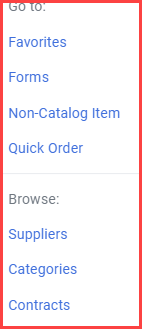 Go to:
Favorites
Forms
Non-Catalog Item
Quick Order
Browse:
Suppliers
Categories
Contracts